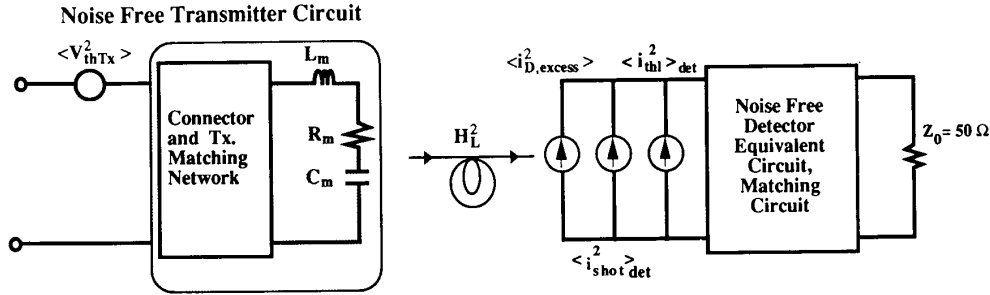 Noise Free Transmitter Circuit
<V²thTx >
Lm
Rm
Cm
Connector
and Tx.
Matching
Network
H²L
<i²D,excess>
<i²thl>det
<i²shot>det
Noise Free
Detector
Equivalent
Circuit,
Matching
Circuit
Z0= 50 Ω